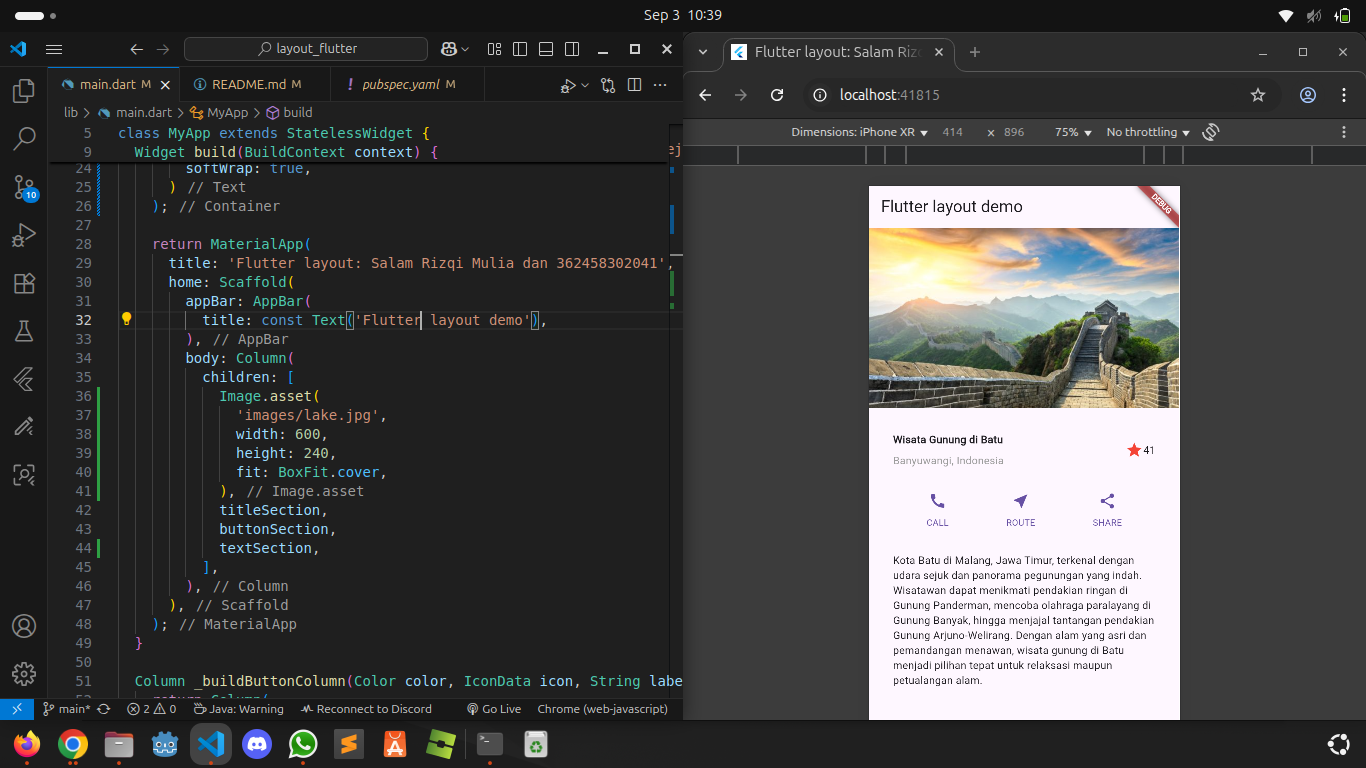 Sep 3 10:39
layout_flutter
main.dart M
README.md M
pubspec.yaml M
lib > main.dart > MyApp > build
5 class MyApp extends StatelessWidget {
9 Widget build(BuildContext context) {
24 softWrap: true,
25 ) // Text
26 ); // Container
27
28 return MaterialApp(
29 title: 'Flutter layout: Salam Rizqi Mulia dan 362458302041',
30 home: Scaffold(
31 appBar: AppBar(
32 title: const Text('Flutter layout demo'),
33 ), // AppBar
34 body: Column(
35 children: [
36 Image.asset(
37 'images/lake.jpg',
38 width: 600,
39 height: 240,
40 fit: BoxFit.cover,
41 ), // Image.asset
42 titleSection,
43 buttonSection,
44 textSection,
45 ],
46 ), // Column
47 ), // Scaffold
48 ); // MaterialApp
49 }
50
51 Column _buildButtonColumn(Color color, IconData icon, String labe
10
main*
2 0
Java: Warning
Reconnect to Discord
Go Live
Chrome (web-javascript)
Flutter layout: Salam Riz
localhost:41815
Dimensions: iPhone XR 414 x 896 75% No throttling
Flutter layout demo
DEBUG
Wisata Gunung di Batu
Banyuwangi, Indonesia
41
CALL ROUTE SHARE
Kota Batu di Malang, Jawa Timur, terkenal dengan
udara sejuk dan panorama pegunungan yang indah.
Wisatawan dapat menikmati pendakian ringan di
Gunung Panderman, mencoba olahraga paralayang di
Gunung Banyak, hingga menjajal tantangan pendakian
Gunung Arjuno-Welirang. Dengan alam yang asri dan
pemandangan menawan, wisata gunung di Batu
menjadi pilihan tepat untuk relaksasi maupun
petualangan alam.